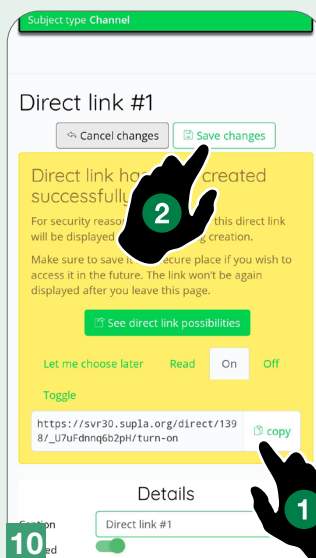 Subject type Channel
Direct link #1
Cancel changes
Save changes
Direct link ha created
successfully
For security reaso this direct link
will be displayed g creation.
Make sure to save it ecure place if you wish to
access it in the future. The link won't be again
displayed after you leave this page.
See direct link possibilities
Let me choose later Read On Off
Toggle
https://svr30.supla.org/direct/139
8/_U7uFdnnq6b2pH/turn-on
copy
Details
Direct link #1
2
1
10